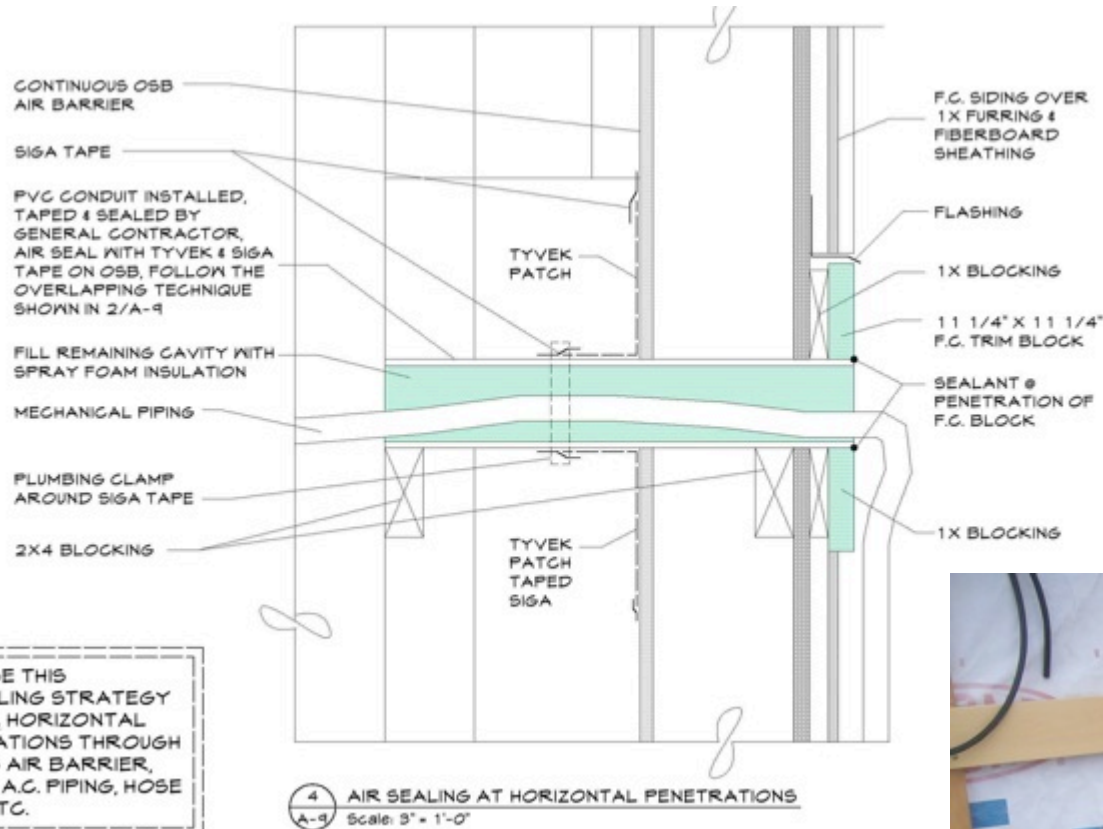 CONTINUOUS OSB
AIR BARRIER
SIGA TAPE
PVC CONDUIT INSTALLED,
TAPED & SEALED BY
GENERAL CONTRACTOR,
AIR SEAL WITH TYVEK & SIGA
TAPE ON OSB, FOLLOW THE
OVERLAPPING TECHNIQUE
SHOWN IN 2/A-9
FILL REMAINING CAVITY WITH
SPRAY FOAM INSULATION
MECHANICAL PIPING
PLUMBING CLAMP
AROUND SIGA TAPE
2X4 BLOCKING
TYVEK
PATCH
TYVEK
PATCH
TAPED
SIGA
F.C. SIDING OVER
1X FURRING &
FIBERBOARD
SHEATHING
FLASHING
1X BLOCKING
11 1/4" X 11 1/4"
F.C. TRIM BLOCK
SEALANT @
PENETRATION OF
F.C. BLOCK
1X BLOCKING
THIS
STRATEGY
HORIZONTAL
THROUGH
AIR BARRIER,
A.C. PIPING, HOSE
4
A-9
AIR SEALING AT HORIZONTAL PENETRATIONS
Scale: 3" = 1'-0"